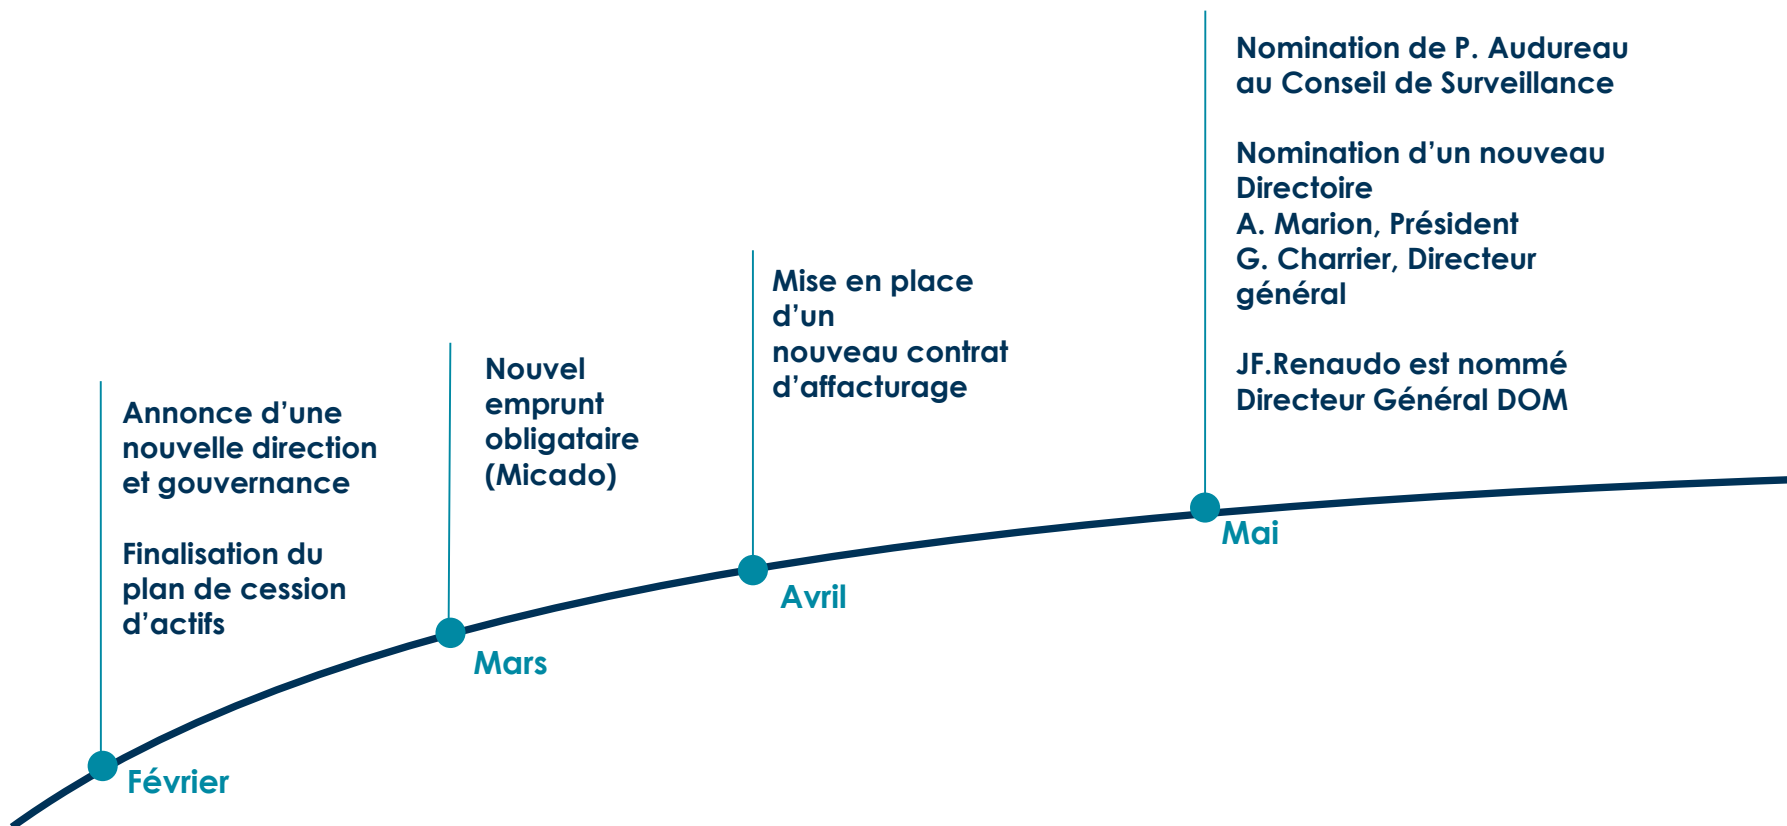 Annonce d’une
nouvelle direction
et gouvernance
Finalisation du
plan de cession
d’actifs
Février
Nouvel
emprunt
obligataire
(Micado)
Mars
Mise en place
d’un
nouveau contrat
d’affacturage
Avril
Nomination de P. Audureau
au Conseil de Surveillance
Nomination d’un nouveau
Directoire
A. Marion, Président
G. Charrier, Directeur
général
JF.Renaudo est nommé
Directeur Général DOM
Mai